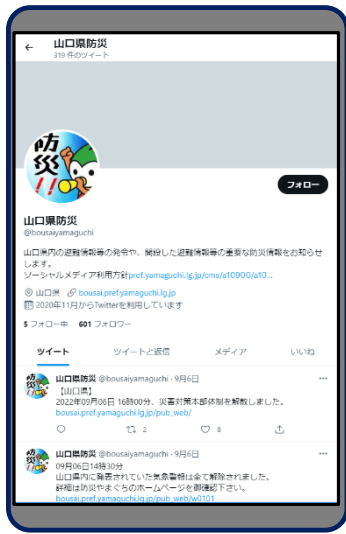 山口県防災
319 件のツイート
防災!!
フォロー
山口県防災
@bousaiyamaguchi
山口県内の避難情報等の発令や、開設した避難情報等の重要な防災情報をお知らせ
します。
ソーシャルメディア利用方針pref.yamaguchi.lg.jp/cms/a10900/a10...
山口県 bousai.pref.yamaguchi.lg.jp
2020年11月からTwitterを利用しています
5 フォロー中 601 フォロワー
ツイート ツイートと返信 メディア いいね
山口県防災 @bousaiyamaguchi · 9月6日 ...
【山口県】
2022年09月06日 16時00分、災害対策本部体制を解散しました。
bousai.pref.yamaguchi.lg.jp/pub_web/
2 8
山口県防災 @bousaiyamaguchi · 9月6日 ...
09月06日14時30分
山口県内に発表されていた気象警報は全て解除されました。
詳細は防災やまぐちのホームページを御確認下さい。
bousai.pref.yamaguchi.lg.jp/pub_web/w0101